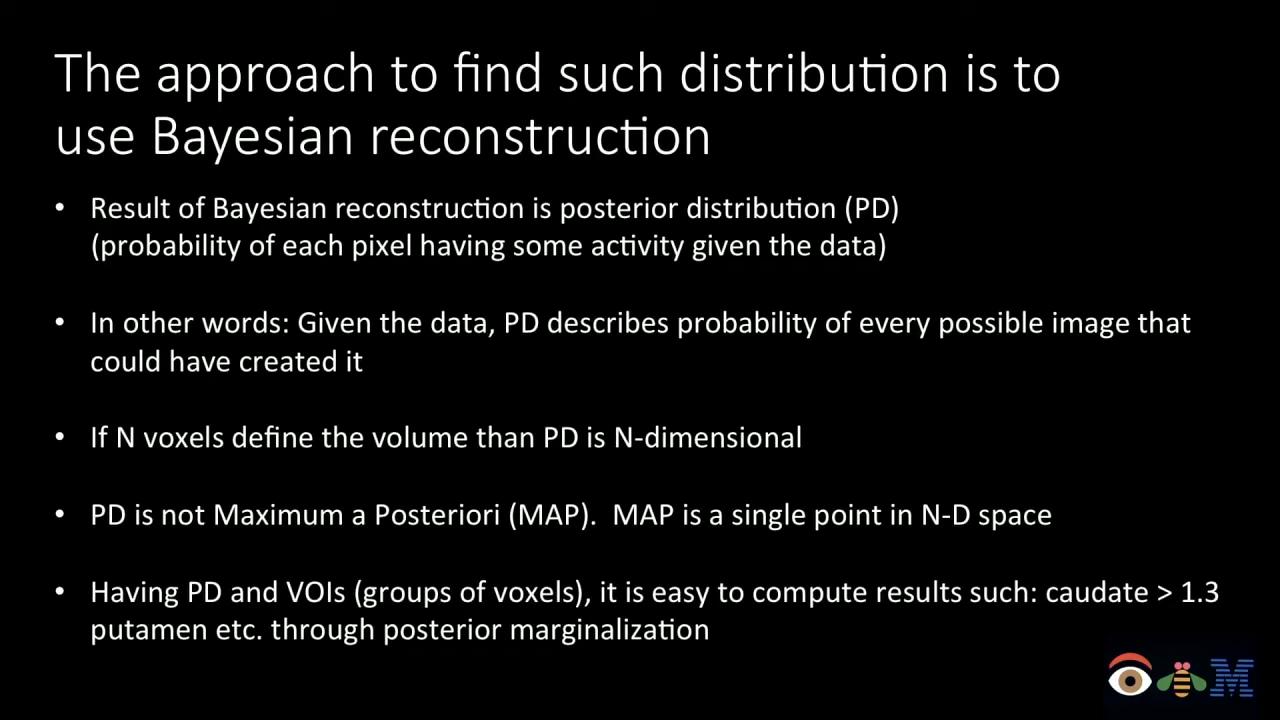 The approach to find such distribution is to
use Bayesian reconstruction
• Result of Bayesian reconstruction is posterior distribution (PD)
(probability of each pixel having some activity given the data)
• In other words: Given the data, PD describes probability of every possible image that
could have created it
• If N voxels define the volume than PD is N-dimensional
• PD is not Maximum a Posteriori (MAP).  MAP is a single point in N-D space
• Having PD and VOIs (groups of voxels), it is easy to compute results such: caudate > 1.3
putamen etc. through posterior marginalization
M